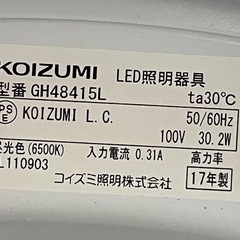 KOIZUMI LED照明器具
型番 GH48415L ta30℃
PSE KOIZUMI L.C. 50/60Hz
100V 30.2W
昼光色(6500K) 入力電流 0.31A 高力率
L110903 17年製
コイズミ照明株式会社